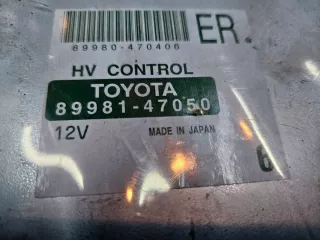 89980-470406
ER.
HV CONTROL
TOYOTA
89981-47050
12V
MADE IN JAPAN
6